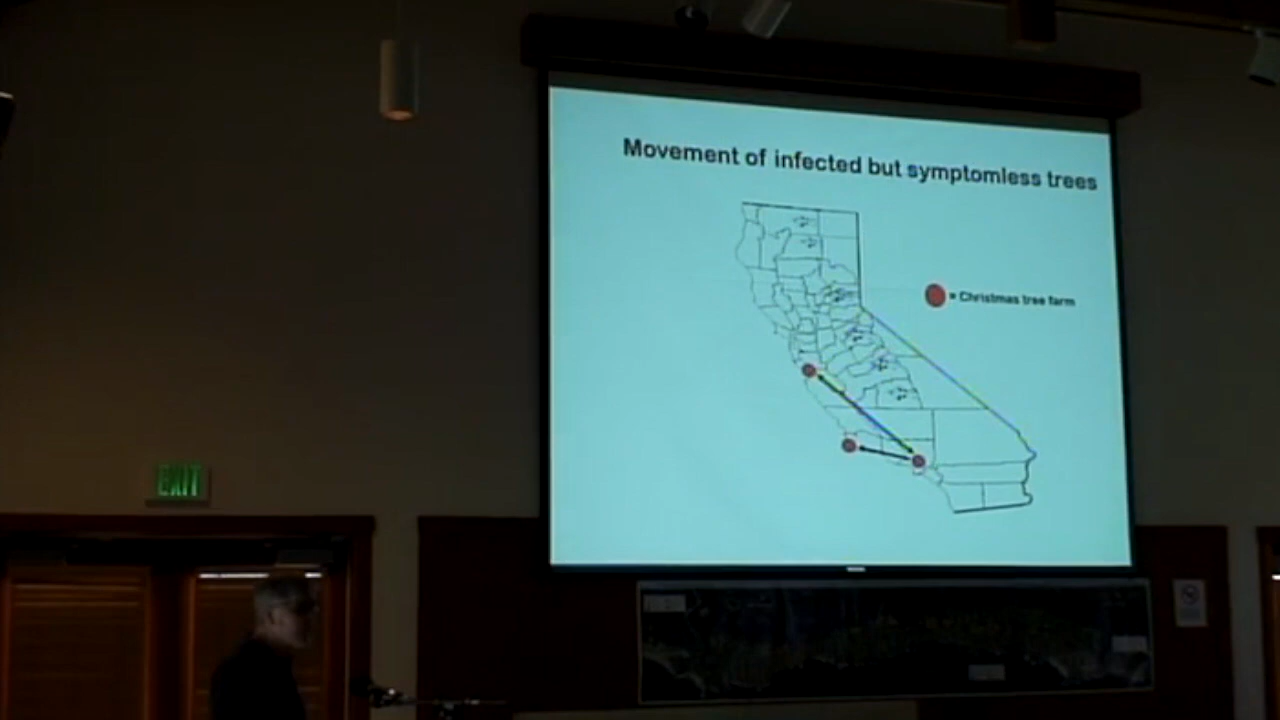 Movement of infected but symptomless trees
= Christmas tree farm
EXIT